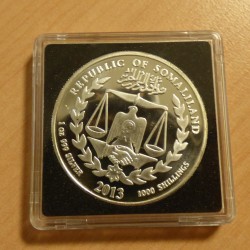 REPUBLIC OF SOMALILAND
1 OZ 999 SILVER
2013
1000 SHILLINGS